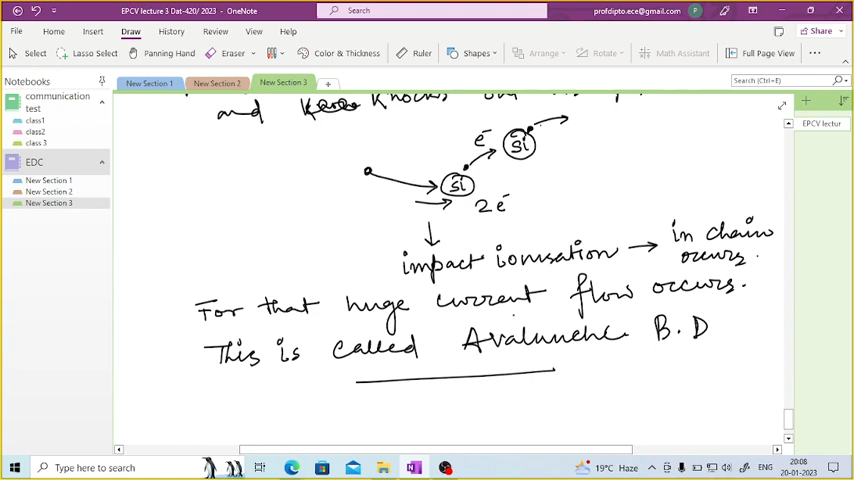 EPCV lecture 3 Dat-420/ 2023 - OneNote
Search
profdipto.ece@gmail.com
P
File Home Insert Draw History Review View Help
Share
Select Lasso Select Panning Hand Eraser Color & Thickness Ruler Shapes Arrange Rotate Math Assistant Full Page View
Notebooks
New Section 1 New Section 2 New Section 3 +
Search (Ctrl+E)
communication
test
class1
class2
class 3
EDC
New Section 1
New Section 2
New Section 3
EPCV lectur
and Knocks out
e⁻ Si
Si
2e⁻
impact ionisation → in chain
occurs.
For that huge current flow occurs.
This is called Avalunche B.D
Type here to search
19°C Haze
ENG
20:08
20-01-2023